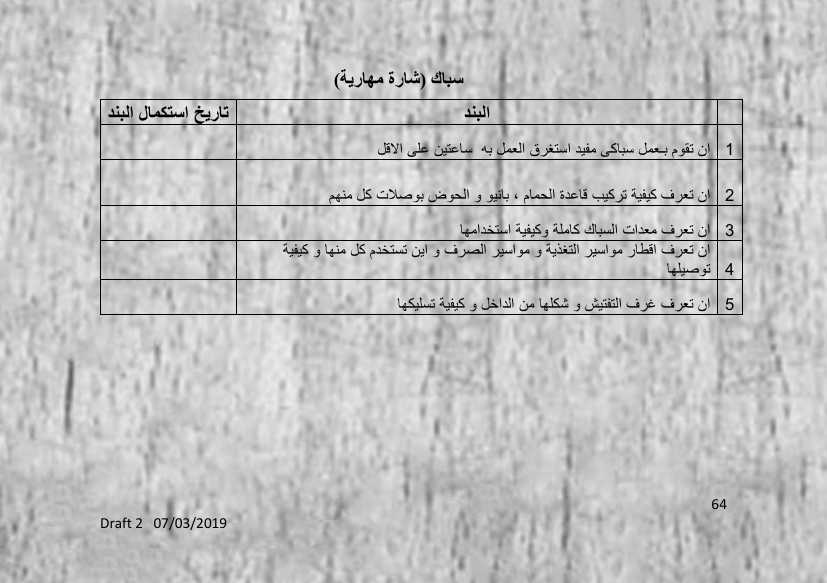 سباك (شارة مهارية)
البند تاريخ استكمال البند
1 ان تقوم بـعمل سباكى مفيد استغرق العمل به ساعتين على الاقل
2 ان تعرف كيفية تركيب قاعدة الحمام ، بانيو و الحوض بوصلات كل منهم
3 ان تعرف معدات السباك كاملة وكيفية استخدامها
ان تعرف اقطار مواسير التغذية و مواسير الصرف و اين تستخدم كل منها و كيفية
4 توصيلها
5 ان تعرف غرف التفتيش و شكلها من الداخل و كيفية تسليكها
64
Draft 2 07/03/2019